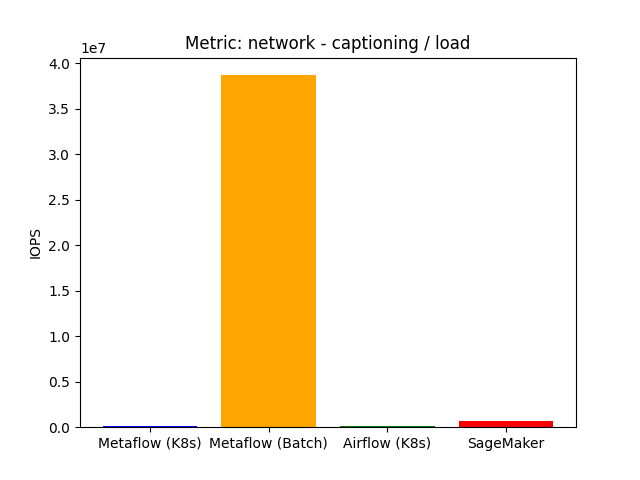 Metric: network - captioning / load
1e7
4.0
3.5
3.0
2.5
2.0
1.5
1.0
0.5
0.0
IOPS
Metaflow (K8s) Metaflow (Batch) Airflow (K8s) SageMaker